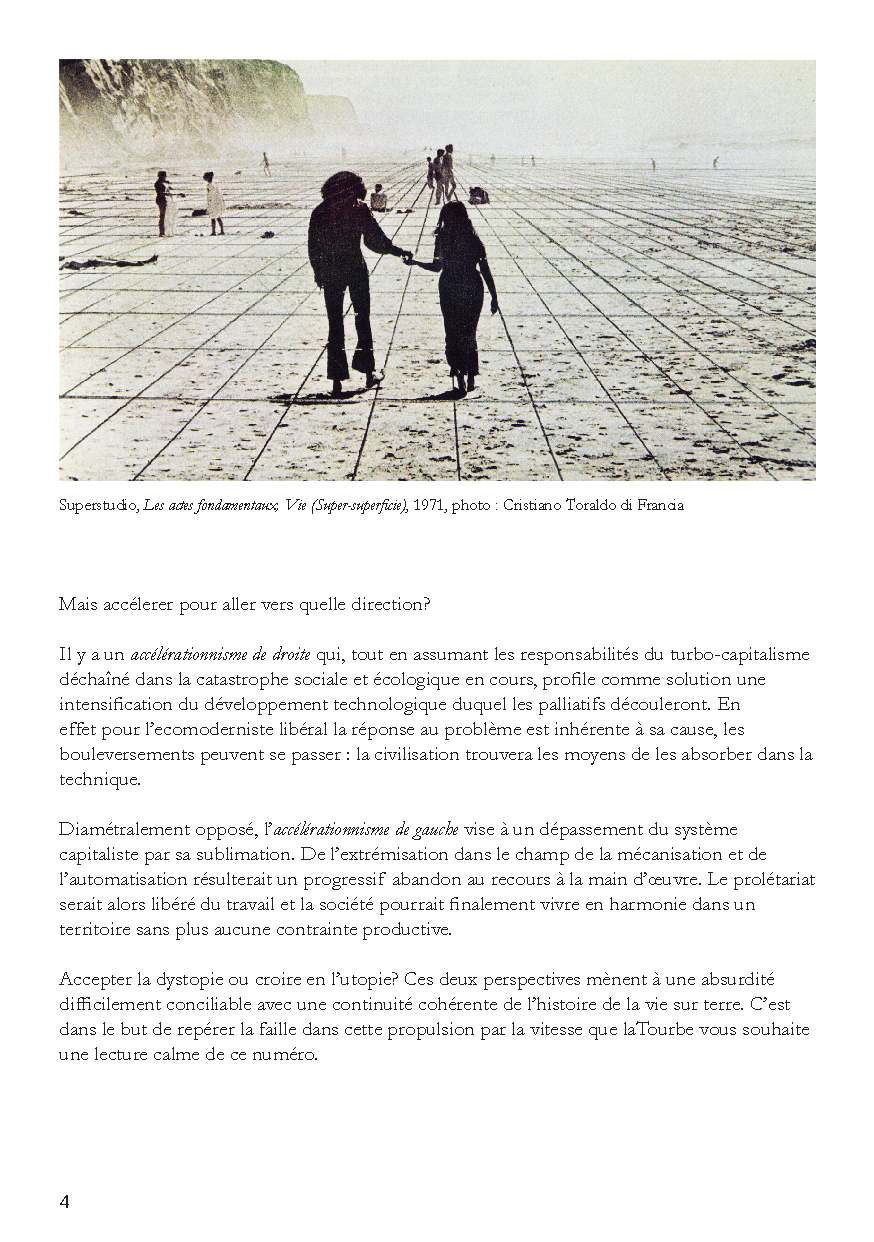 Superstudio, Les actes fondamentaux, Vie (Super-superficie), 1971, photo : Cristiano Toraldo di Francia
Mais accélerer pour aller vers quelle direction?
Il y a un accélérationnisme de droite qui, tout en assumant les responsabilités du turbo-capitalisme
déchaîné dans la catastrophe sociale et écologique en cours, profile comme solution une
intensification du développement technologique duquel les palliatifs découleront. En
effet pour l’ecomoderniste libéral la réponse au problème est inhérente à sa cause, les
bouleversements peuvent se passer : la civilisation trouvera les moyens de les absorber dans la
technique.
Diamétralement opposé, l’accélérationnisme de gauche vise à un dépassement du système
capitaliste par sa sublimation. De l’extrémisation dans le champ de la mécanisation et de
l’automatisation résulterait un progressif abandon au recours à la main d’œuvre. Le prolétariat
serait alors libéré du travail et la société pourrait finalement vivre en harmonie dans un
territoire sans plus aucune contrainte productive.
Accepter la dystopie ou croire en l’utopie? Ces deux perspectives mènent à une absurdité
difficilement conciliable avec une continuité cohérente de l’histoire de la vie sur terre. C’est
dans le but de repérer la faille dans cette propulsion par la vitesse que laTourbe vous souhaite
une lecture calme de ce numéro.
4